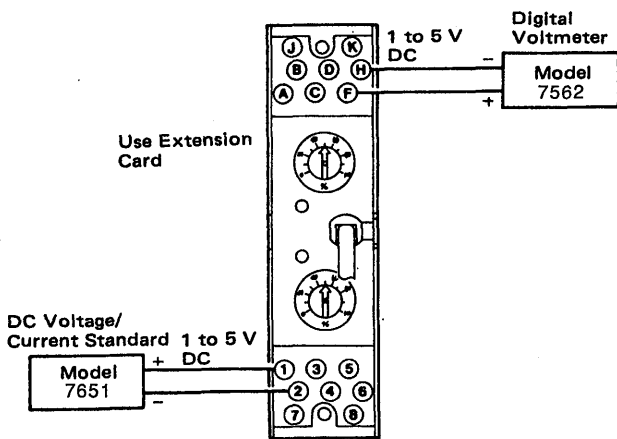 Digital
Voltmeter
1 to 5 V
DC
−
Model
7562
+
J K
B D H
A C F
Use Extension
Card
%
%
DC Voltage/
Current Standard
1 to 5 V
DC
+
Model
7651
−
1 3 5
2 4 6
7 8